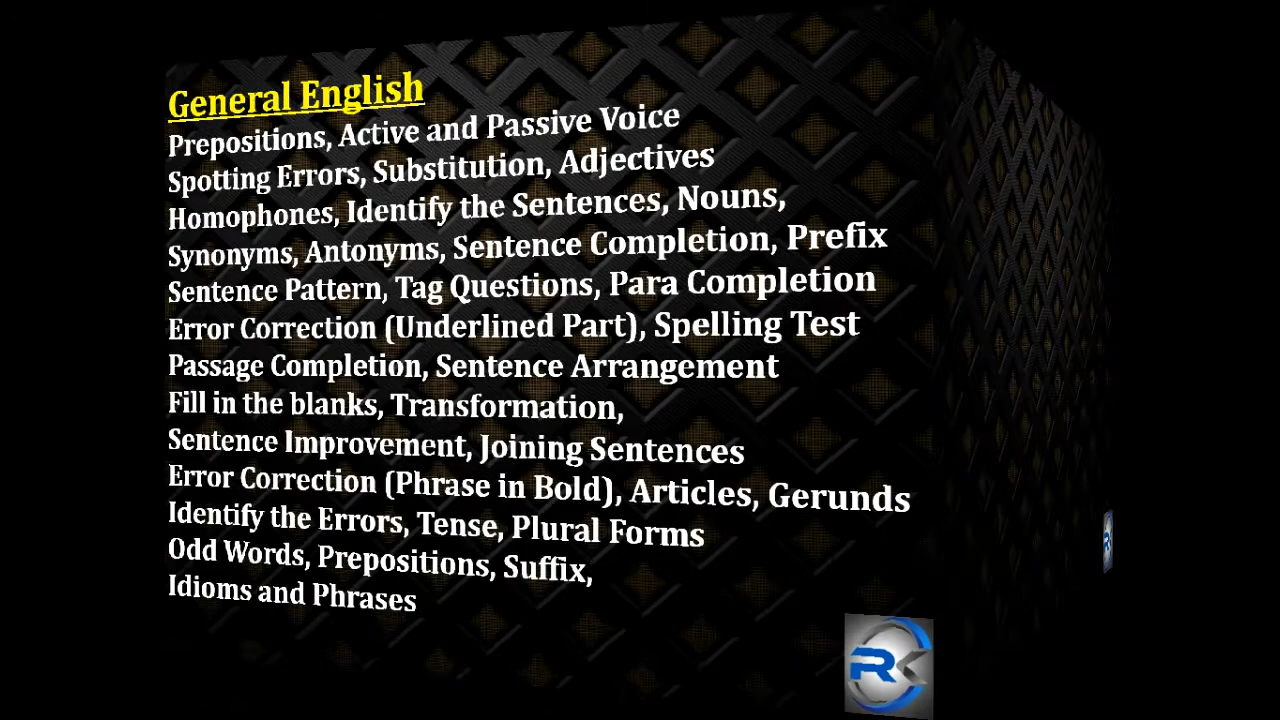 General English
Prepositions, Active and Passive Voice
Spotting Errors, Substitution, Adjectives
Homophones, Identify the Sentences, Nouns,
Synonyms, Antonyms, Sentence Completion, Prefix
Sentence Pattern, Tag Questions, Para Completion
Error Correction (Underlined Part), Spelling Test
Passage Completion, Sentence Arrangement
Fill in the blanks, Transformation,
Sentence Improvement, Joining Sentences
Error Correction (Phrase in Bold), Articles, Gerunds
Identify the Errors, Tense, Plural Forms
Odd Words, Prepositions, Suffix,
Idioms and Phrases
RK